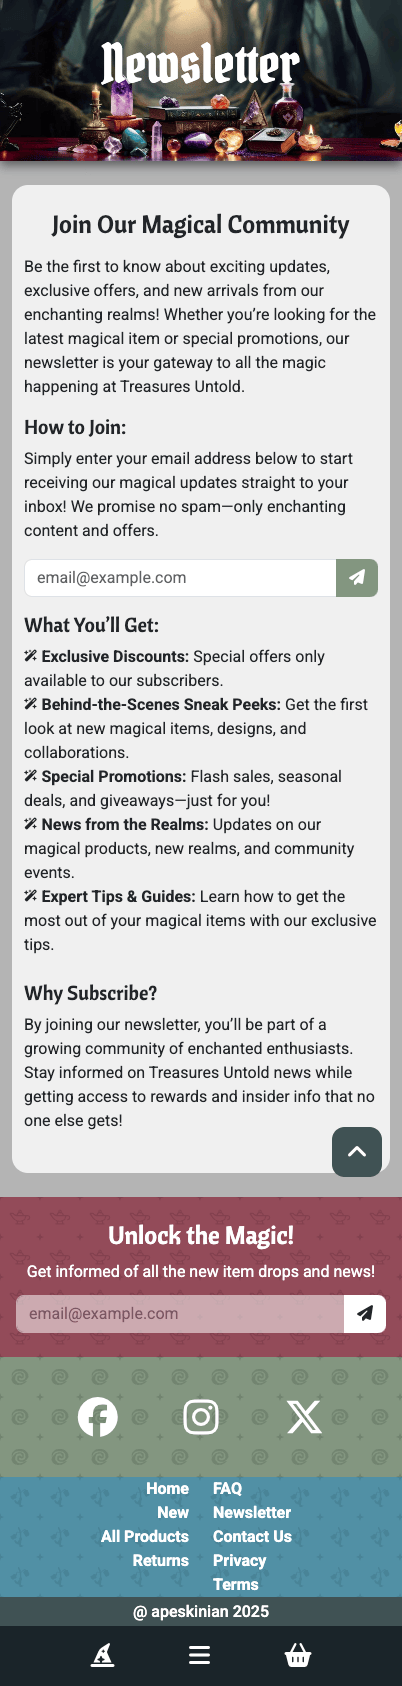 Newsletter
Join Our Magical Community
Be the first to know about exciting updates,
exclusive offers, and new arrivals from our
enchanting realms! Whether you’re looking for the
latest magical item or special promotions, our
newsletter is your gateway to all the magic
happening at Treasures Untold.
How to Join:
Simply enter your email address below to start
receiving our magical updates straight to your
inbox! We promise no spam—only enchanting
content and offers.
email@example.com
What You’ll Get:
Exclusive Discounts: Special offers only
available to our subscribers.
Behind-the-Scenes Sneak Peeks: Get the first
look at new magical items, designs, and
collaborations.
Special Promotions: Flash sales, seasonal
deals, and giveaways—just for you!
News from the Realms: Updates on our
magical products, new realms, and community
events.
Expert Tips & Guides: Learn how to get the
most out of your magical items with our exclusive
tips.
Why Subscribe?
By joining our newsletter, you’ll be part of a
growing community of enchanted enthusiasts.
Stay informed on Treasures Untold news while
getting access to rewards and insider info that no
one else gets!
Unlock the Magic!
Get informed of all the new item drops and news!
email@example.com
Home
New
All Products
Returns
FAQ
Newsletter
Contact Us
Privacy
Terms
@ apeskinian 2025